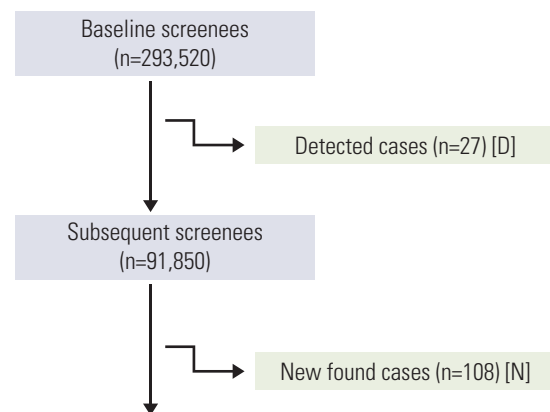 Baseline screenees
(n=293,520)
Detected cases (n=27) [D]
Subsequent screenees
(n=91,850)
New found cases (n=108) [N]